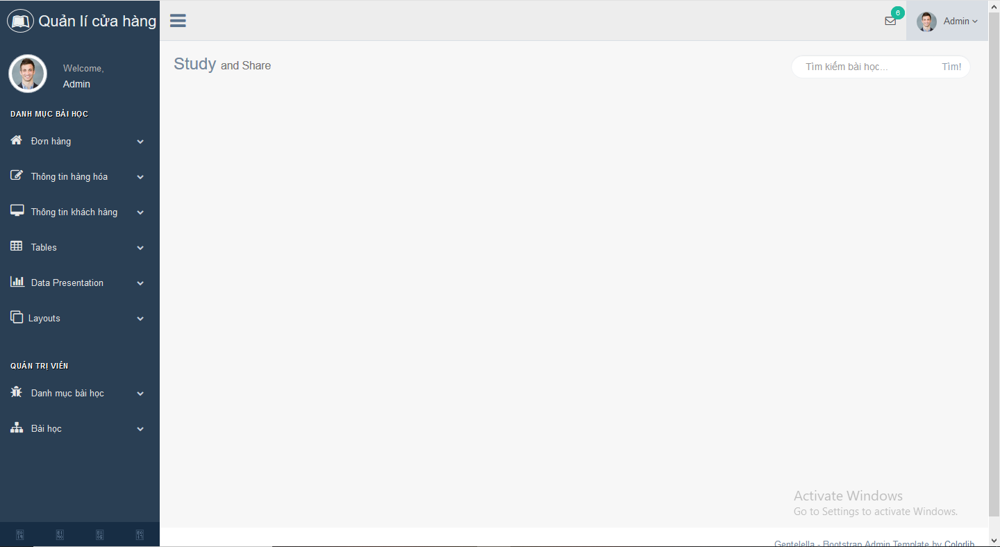 Quản lí cửa hàng
6
Admin
Welcome,
Admin
Study and Share
Tìm kiếm bài học...
Tìm!
DANH MỤC BÀI HỌC
Đơn hàng
Thông tin hàng hóa
Thông tin khách hàng
Tables
Data Presentation
Layouts
QUẢN TRỊ VIÊN
Danh mục bài học
Bài học
Activate Windows
Go to Settings to activate Windows.
Gentelella - Bootstrap Admin Template by Colorlib